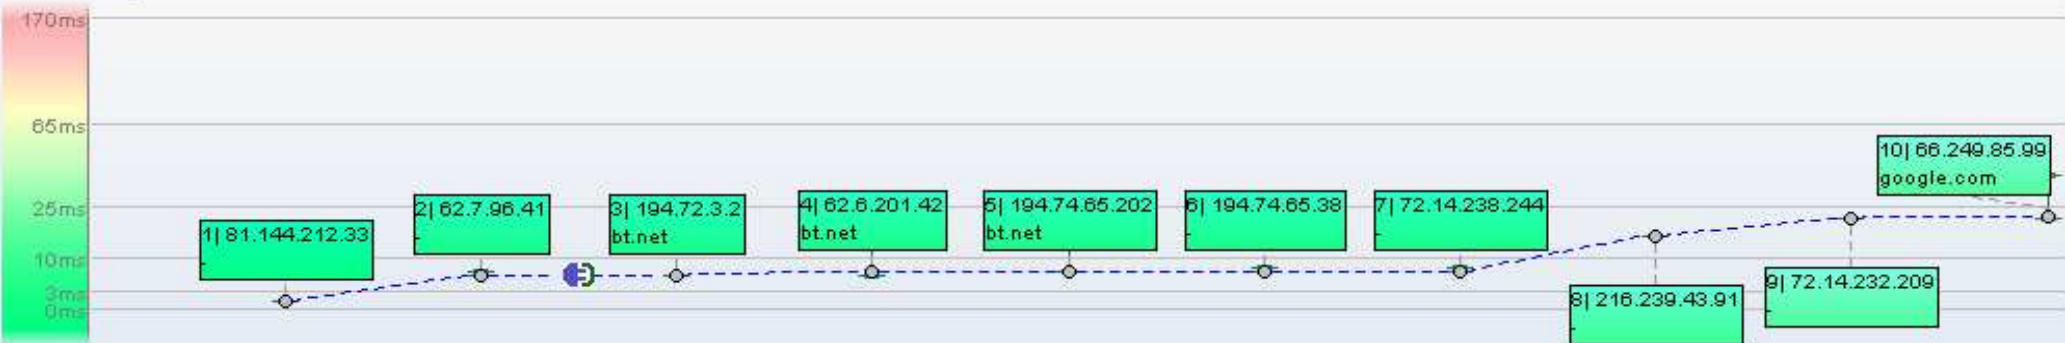 170ms
65ms
25ms
10ms
3ms
0ms
1| 81.144.212.33
-
2| 62.7.96.41
-
3| 194.72.3.2
bt.net
4| 62.6.201.42
bt.net
5| 194.74.65.202
bt.net
6| 194.74.65.38
-
7| 72.14.238.244
-
8| 216.239.43.91
-
9| 72.14.232.209
-
10| 66.249.85.99
google.com